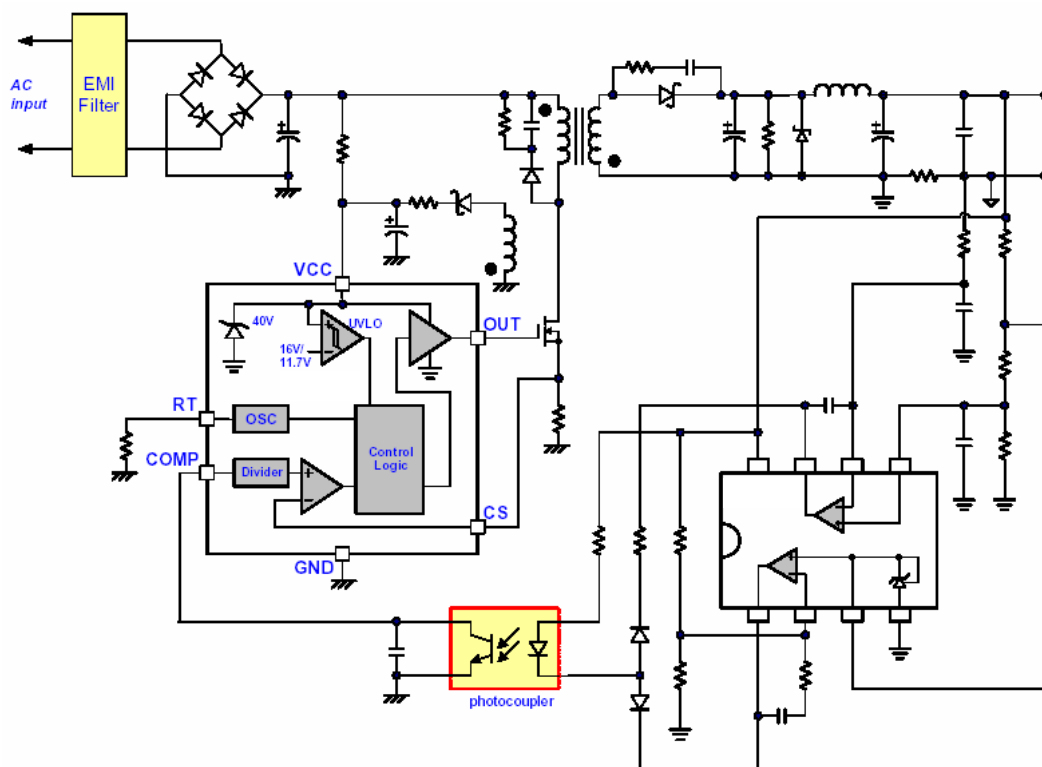 AC
input
EMI
Filter
VCC
40V
UVLO
16V/
11.7V
OUT
RT
OSC
COMP
Divider
Control
Logic
CS
GND
photocoupler